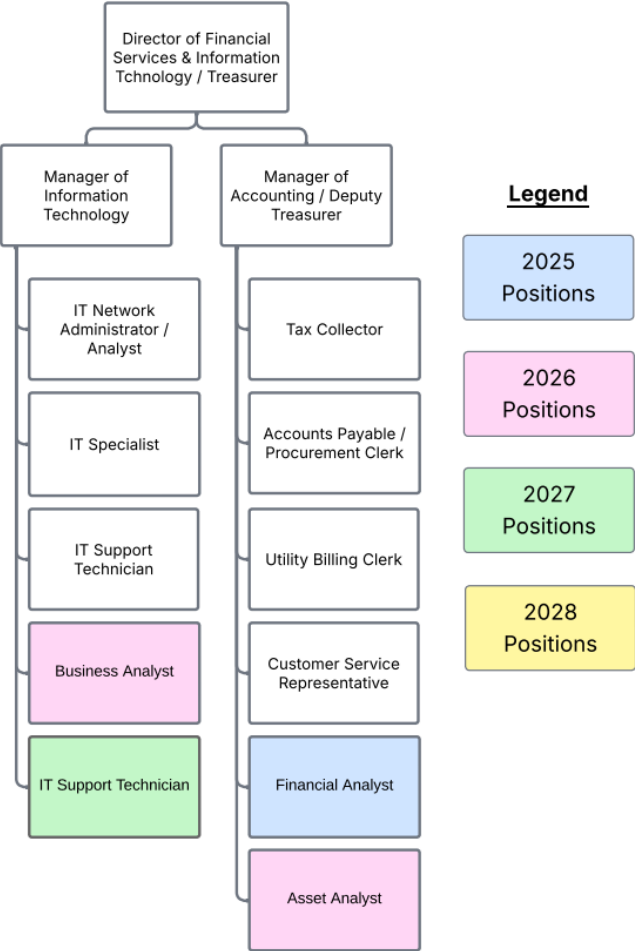 Director of Financial
Services & Information
Tchnology / Treasurer
Manager of
Information
Technology
Manager of
Accounting / Deputy
Treasurer
IT Network
Administrator /
Analyst
IT Specialist
IT Support
Technician
Business Analyst
IT Support Technician
Tax Collector
Accounts Payable /
Procurement Clerk
Utility Billing Clerk
Customer Service
Representative
Financial Analyst
Asset Analyst
Legend
2025
Positions
2026
Positions
2027
Positions
2028
Positions